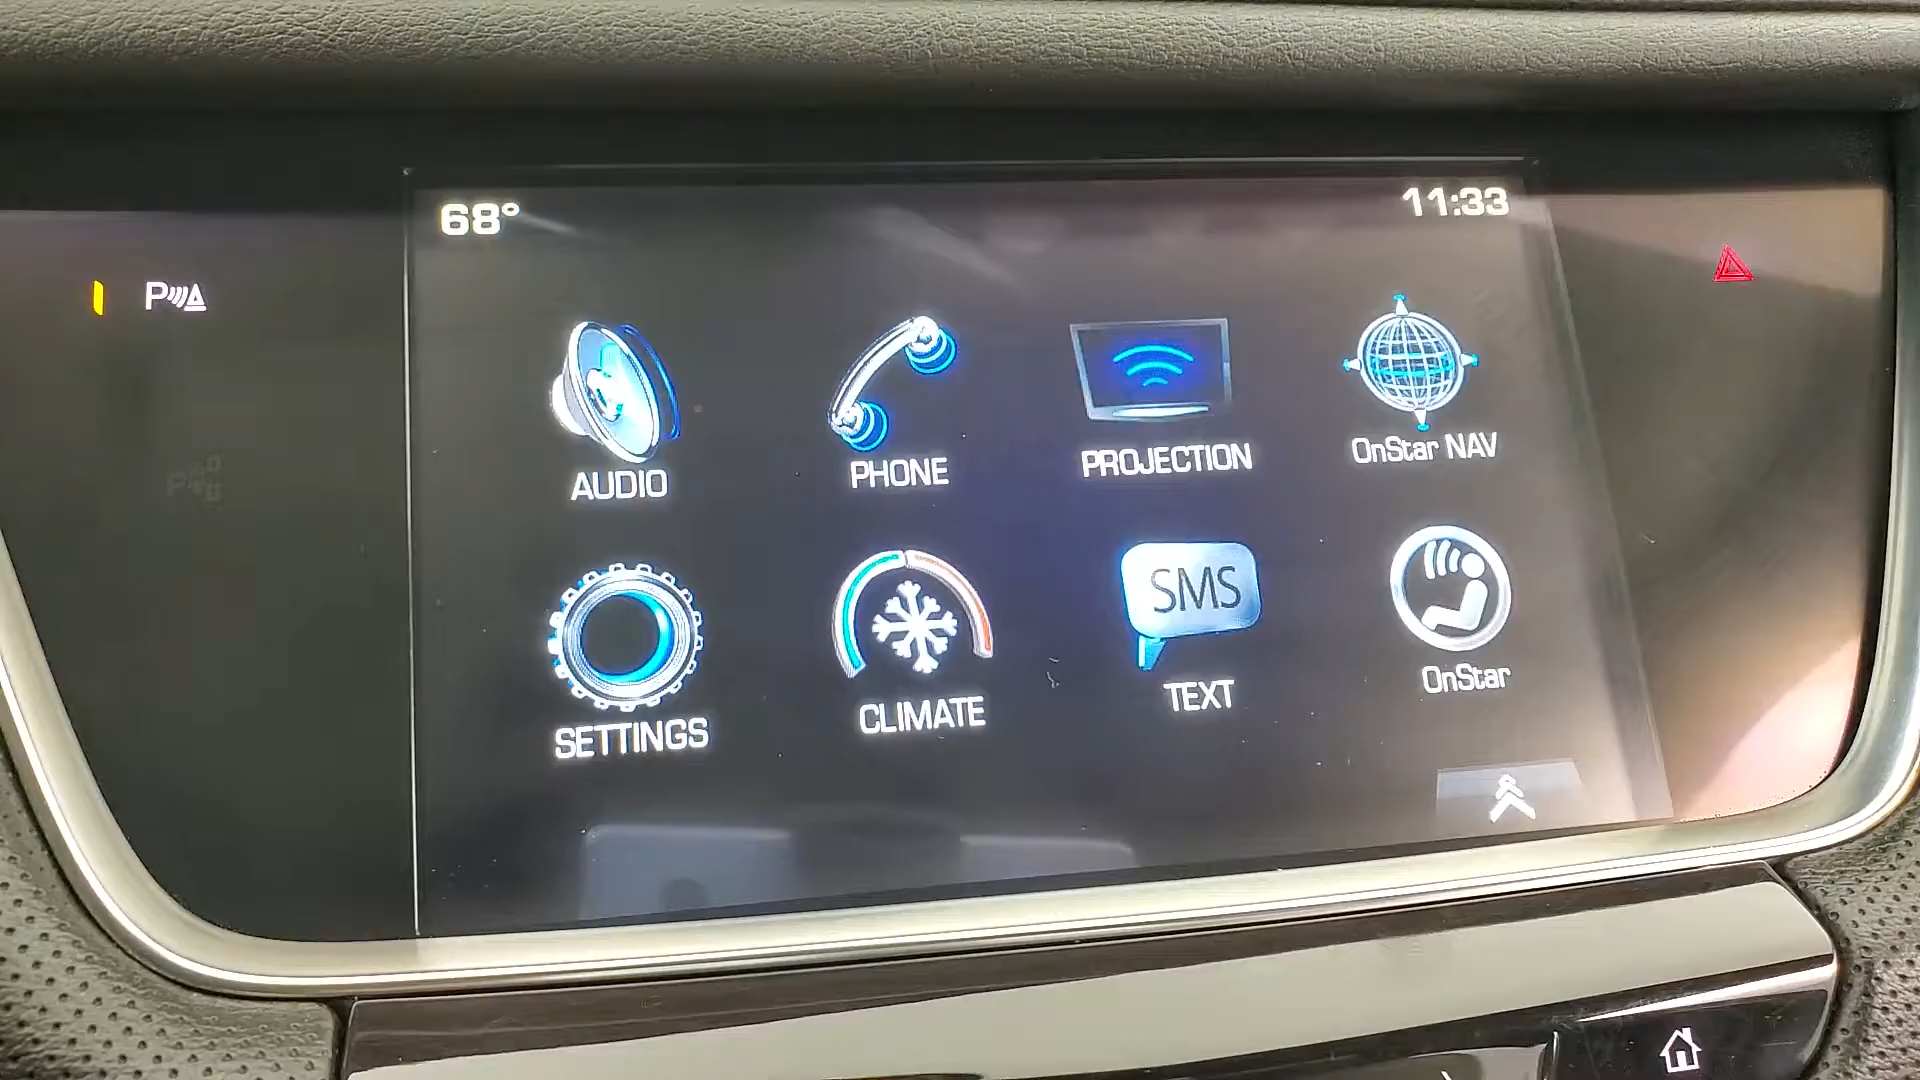 68° 11:33
P
AUDIO PHONE PROJECTION OnStar NAV
P
SMS
SETTINGS CLIMATE TEXT OnStar